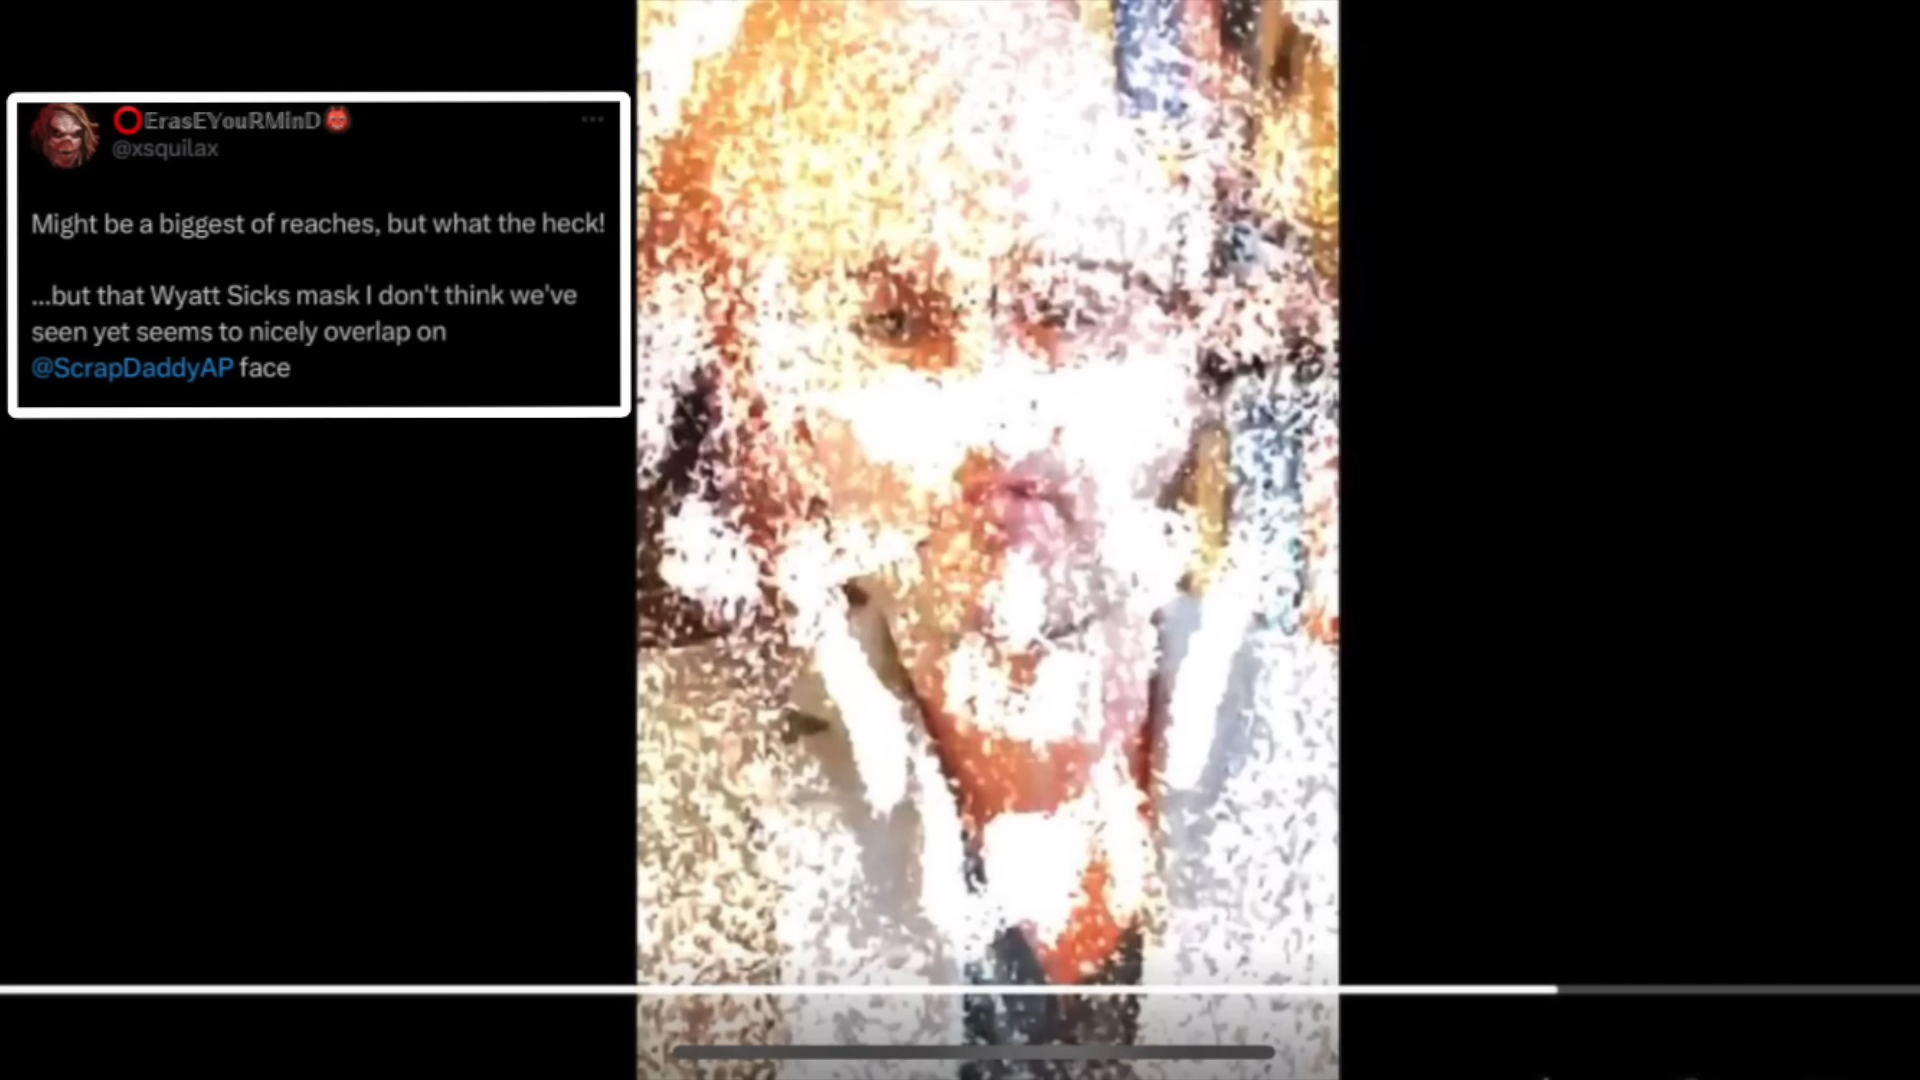 ⭕ErasEYouRMinD👹
@xsquilax
Might be a biggest of reaches, but what the heck!
...but that Wyatt Sicks mask I don't think we've
seen yet seems to nicely overlap on
@ScrapDaddyAP face